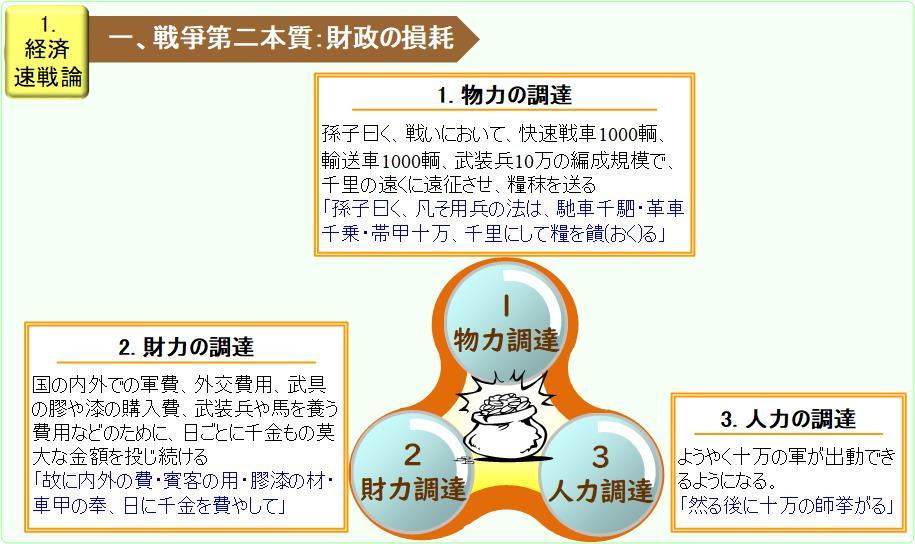 1.
経済
速戦論
一、戦爭第二本質：財政の損耗
1. 物力の調達
孫子曰く、戦いにおいて、快速戦車1000輌、
輸送車1000輌、武装兵10万の編成規模で、
千里の遠くに遠征させ、糧秣を送る
「孫子曰く、凡そ用兵の法は、馳車千駟・革車
千乗・帯甲十万、千里にして糧を饋(おく)る」
1
物力調達
2. 財力の調達
国の内外での軍費、外交費用、武具
の膠や漆の購入費、武装兵や馬を養う
費用などのために、日ごとに千金もの莫
大な金額を投じ続ける
「故に内外の費・賓客の用・膠漆の材・
車甲の奉、日に千金を費やして」
2
財力調達
3
人力調達
3. 人力の調達
ようやく十万の軍が出動でき
るようになる。
「然る後に十万の師挙がる」